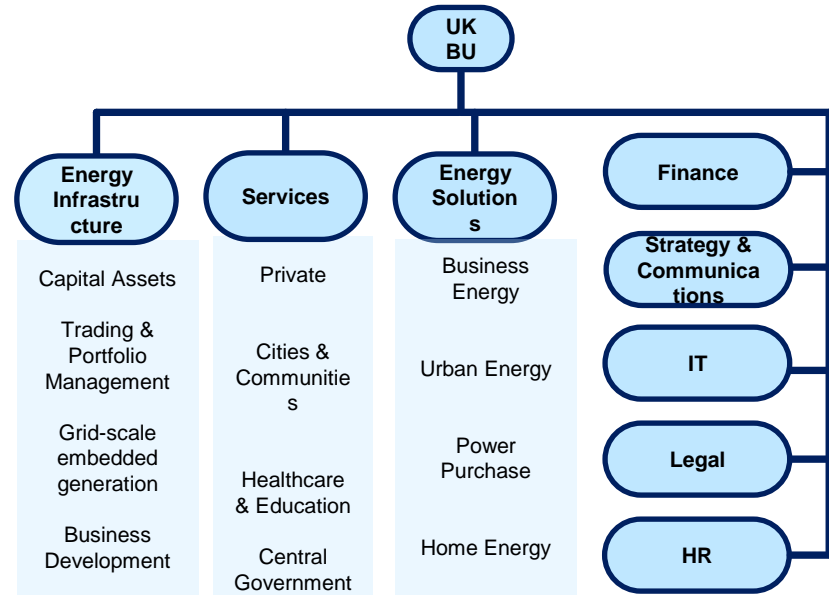 UK
BU
Energy
Infrastru
cture
Services
Energy
Solution
s
Finance
Capital Assets
Trading &
Portfolio
Management
Grid-scale
embedded
generation
Business
Development
Private
Cities &
Communitie
s
Healthcare
& Education
Central
Government
Business
Energy
Urban Energy
Power
Purchase
Home Energy
Strategy &
Communica
tions
IT
Legal
HR